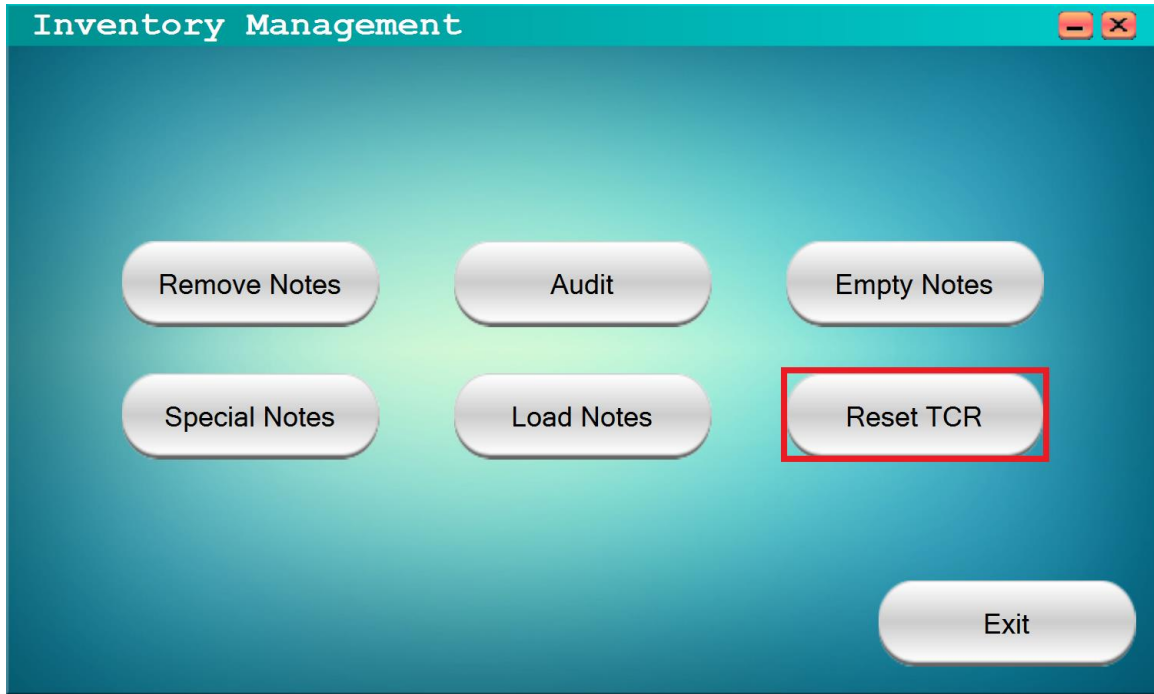 Inventory Management
Remove Notes
Audit
Empty Notes
Special Notes
Load Notes
Reset TCR
Exit